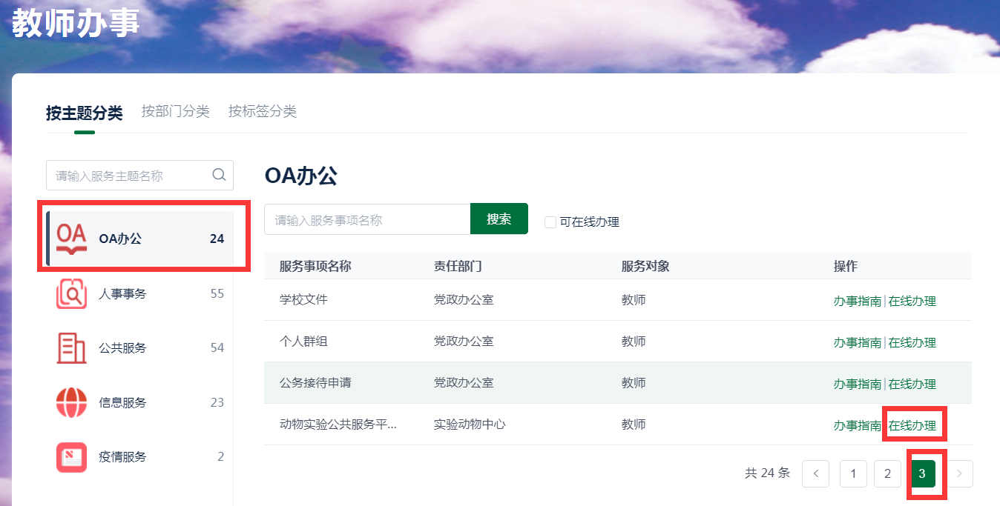 教师办事
按主题分类 按部门分类 按标签分类
请输入服务主题名称
OA
OA办公 24
人事事务 55
公共服务 54
信息服务 23
疫情服务 2
OA办公
请输入服务事项名称 搜索 可在线办理
服务事项名称 责任部门 服务对象 操作
学校文件 党政办公室 教师 办事指南|在线办理
个人群组 党政办公室 教师 办事指南|在线办理
公务接待申请 党政办公室 教师 办事指南|在线办理
动物实验公共服务平... 实验动物中心 教师 办事指南|在线办理
共 24 条 < 1 2 3 >